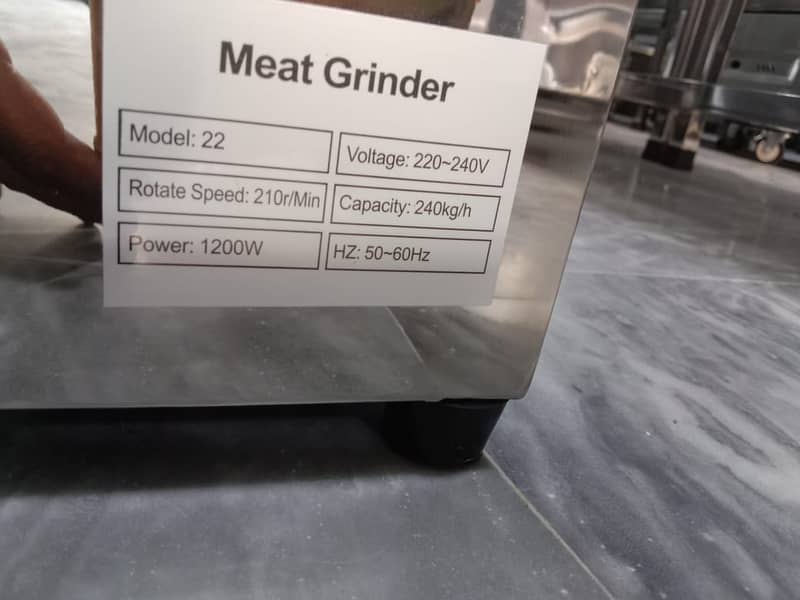 Meat Grinder
Model: 22
Voltage: 220~240V
Rotate Speed: 210r/Min
Capacity: 240kg/h
Power: 1200W
HZ: 50~60Hz